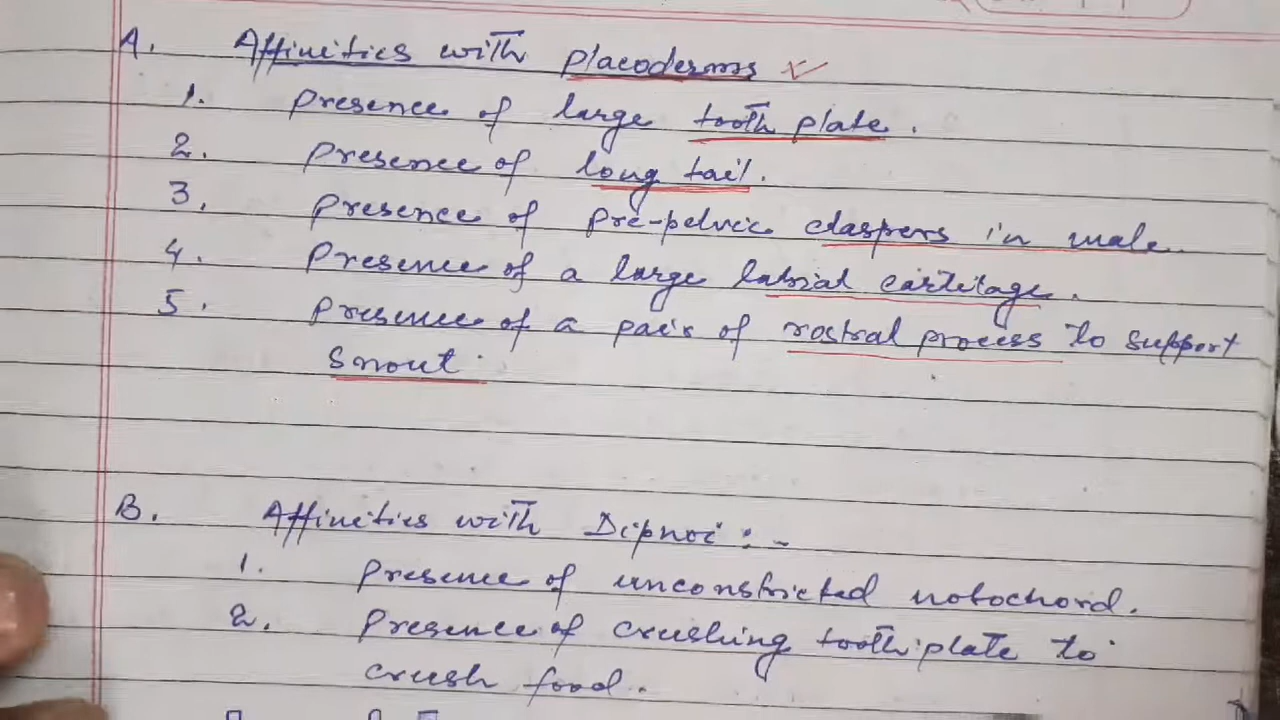 A. Affinities with placoderms
1. presence of large tooth plate.
2. presence of long tail.
3. presence of pre-pelvic claspers in male.
4. Presence of a large labial cartilage.
5. presence of a pair of rostral process to support
snout.
B. Affinities with Dipnoi :-
1. presence of unconstricted notochord.
2. Presence of crushing tooth plate to
crush food.